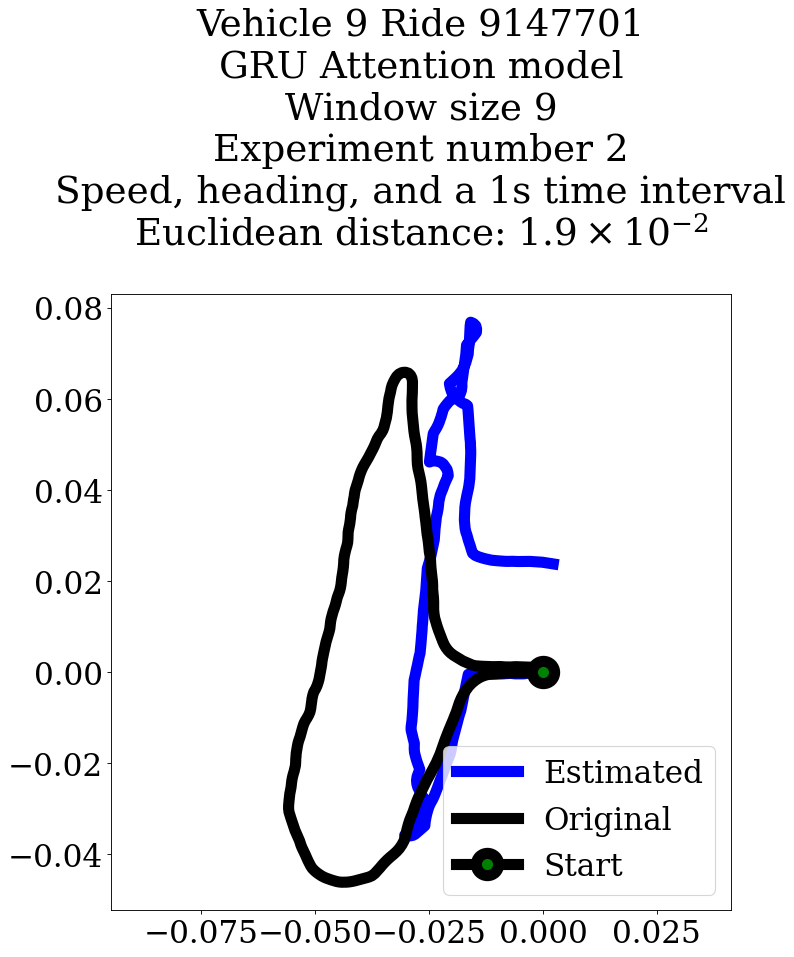 Vehicle 9 Ride 9147701
GRU Attention model
Window size 9
Experiment number 2
Speed, heading, and a 1s time interval
Euclidean distance: 1.9 × 10⁻²
0.08
0.06
0.04
0.02
0.00
−0.02
−0.04
Estimated
Original
Start
−0.075 −0.050 −0.025 0.000 0.025